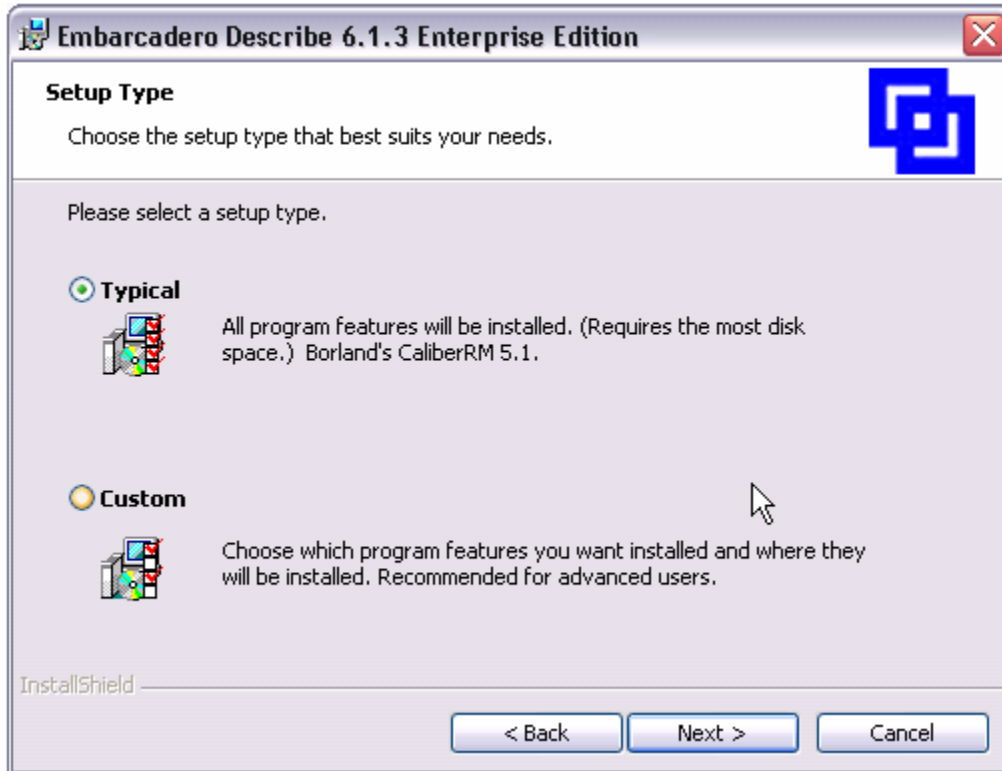 Embarcadero Describe 6.1.3 Enterprise Edition
Setup Type
Choose the setup type that best suits your needs.
Please select a setup type.
Typical
All program features will be installed. (Requires the most disk
space.) Borland's CaliberRM 5.1.
Custom
Choose which program features you want installed and where they
will be installed. Recommended for advanced users.
InstallShield
< Back
Next >
Cancel